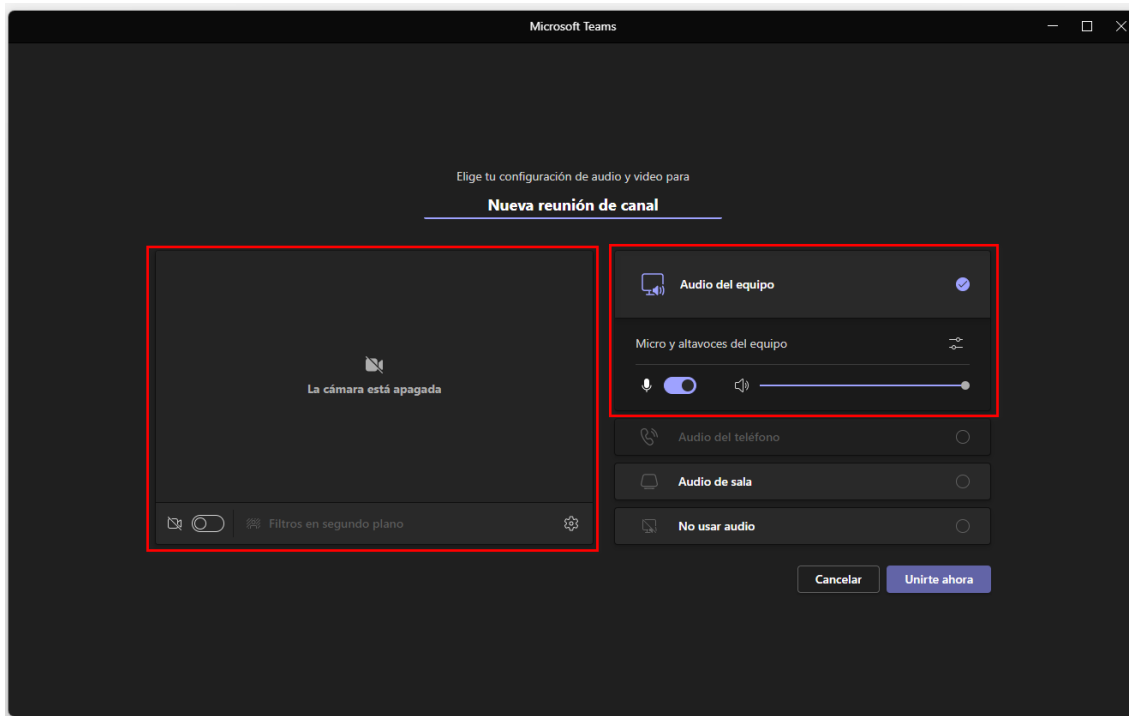 Microsoft Teams
Elige tu configuración de audio y video para
Nueva reunión de canal
La cámara está apagada
Filtros en segundo plano
Audio del equipo
Micro y altavoces del equipo
Audio del teléfono
Audio de sala
No usar audio
Cancelar
Unirte ahora